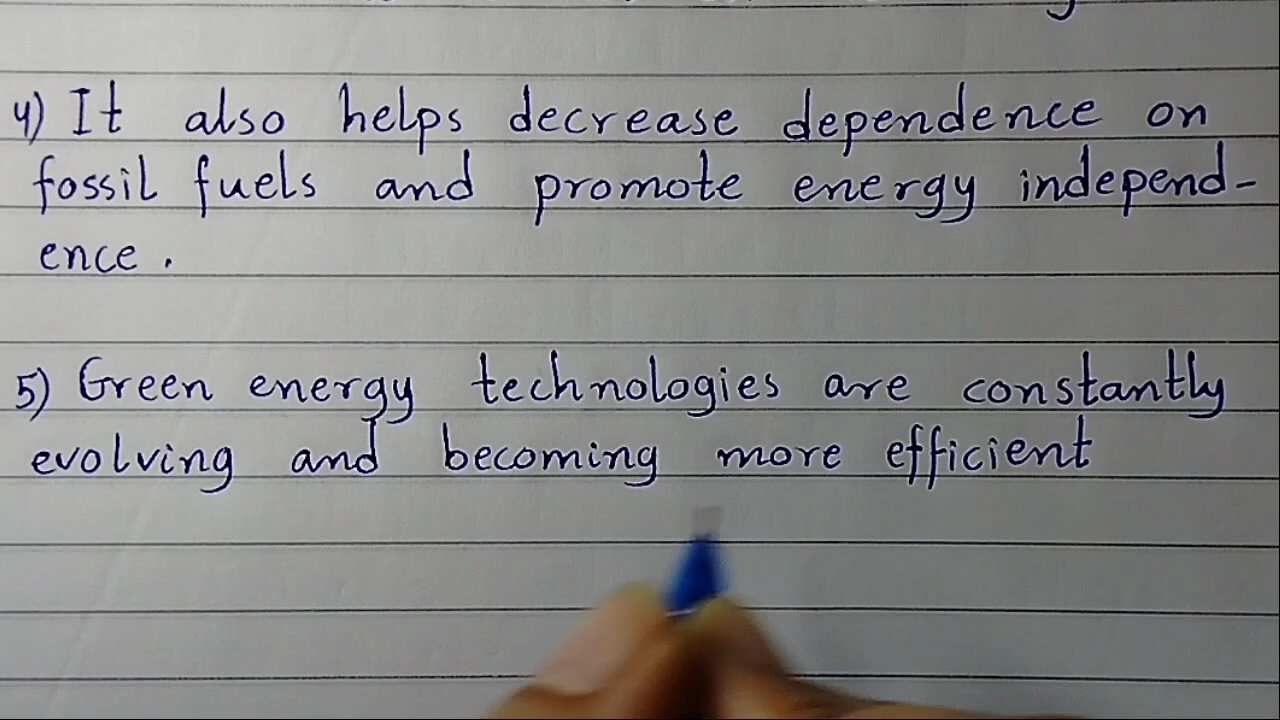 4) It also helps decrease dependence on
fossil fuels and promote energy independ-
ence.
5) Green energy technologies are constantly
evolving and becoming more efficient